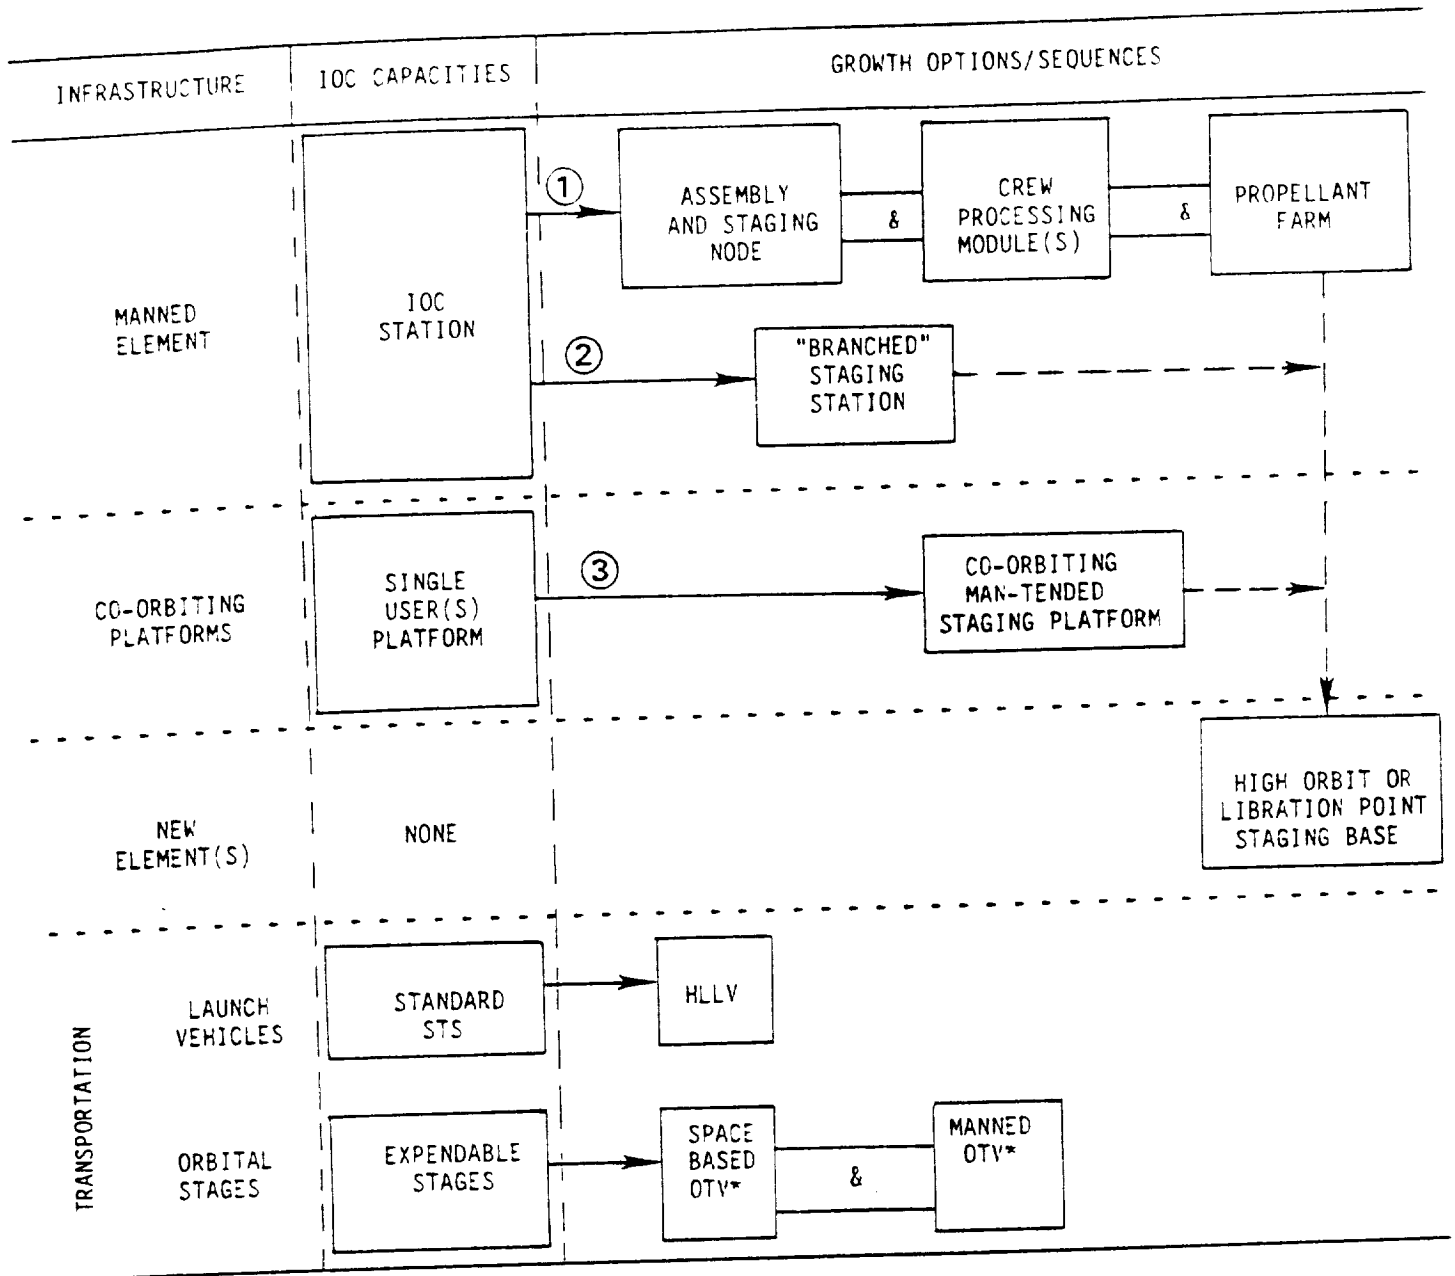 INFRASTRUCTURE
IOC CAPACITIES
GROWTH OPTIONS/SEQUENCES
MANNED
ELEMENT
IOC
STATION
①
ASSEMBLY
AND STAGING
NODE
&
CREW
PROCESSING
MODULE(S)
&
PROPELLANT
FARM
②
"BRANCHED"
STAGING
STATION
CO-ORBITING
PLATFORMS
SINGLE
USER(S)
PLATFORM
③
CO-ORBITING
MAN-TENDED
STAGING PLATFORM
NEW
ELEMENT(S)
NONE
HIGH ORBIT OR
LIBRATION POINT
STAGING BASE
TRANSPORTATION
LAUNCH
VEHICLES
STANDARD
STS
HLLV
ORBITAL
STAGES
EXPENDABLE
STAGES
SPACE
BASED
OTV*
&
MANNED
OTV*